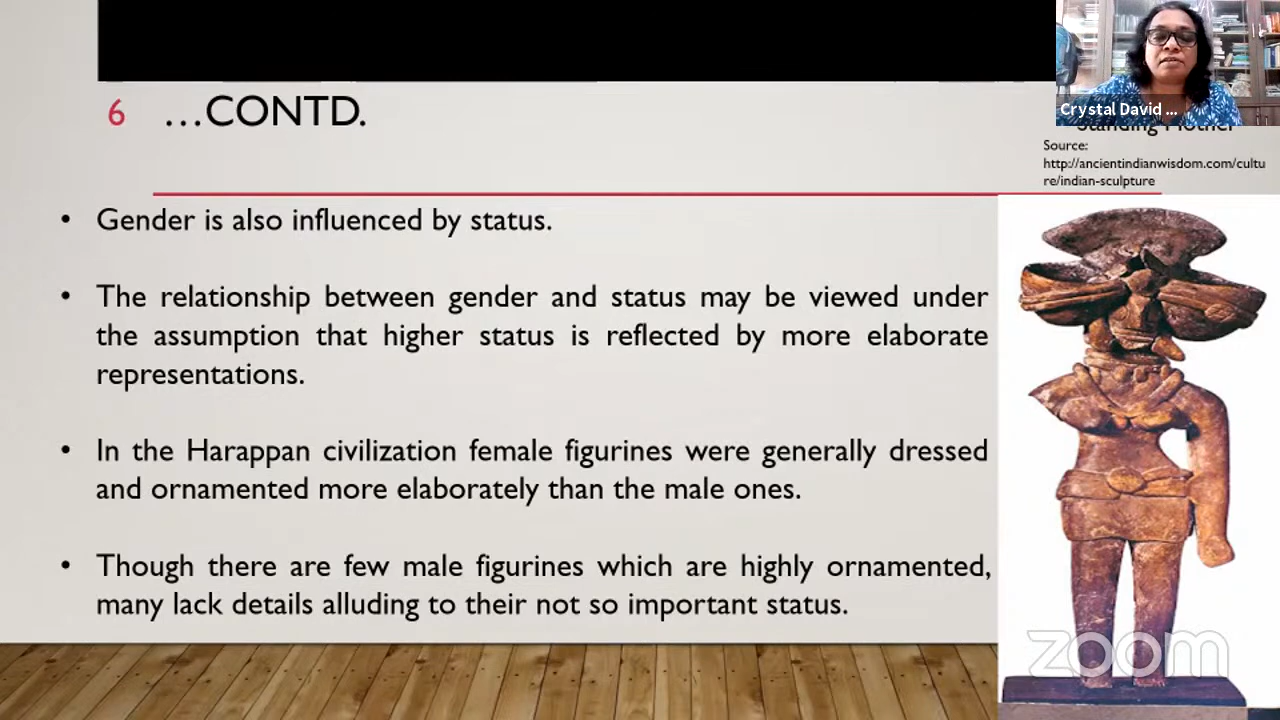 Crystal David ...
6 ...CONTD.
Standing Mother
Source:
http://ancientindianwisdom.com/cultu
re/indian-sculpture
• Gender is also influenced by status.
• The relationship between gender and status may be viewed under
the assumption that higher status is reflected by more elaborate
representations.
• In the Harappan civilization female figurines were generally dressed
and ornamented more elaborately than the male ones.
• Though there are few male figurines which are highly ornamented,
many lack details alluding to their not so important status.
zoom